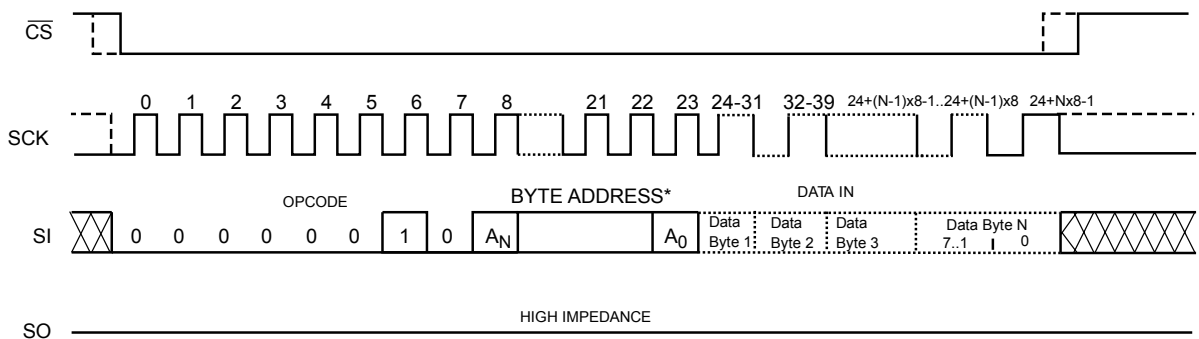 CS
0 1 2 3 4 5 6 7 8 21 22 23 24-31 32-39 24+(N-1)x8-1..24+(N-1)x8 24+Nx8-1
SCK
OPCODE BYTE ADDRESS* DATA IN
SI 0 0 0 0 0 0 1 0 AN A0 Data Byte 1 Data Byte 2 Data Byte 3 Data Byte N
7..1 0
HIGH IMPEDANCE
SO